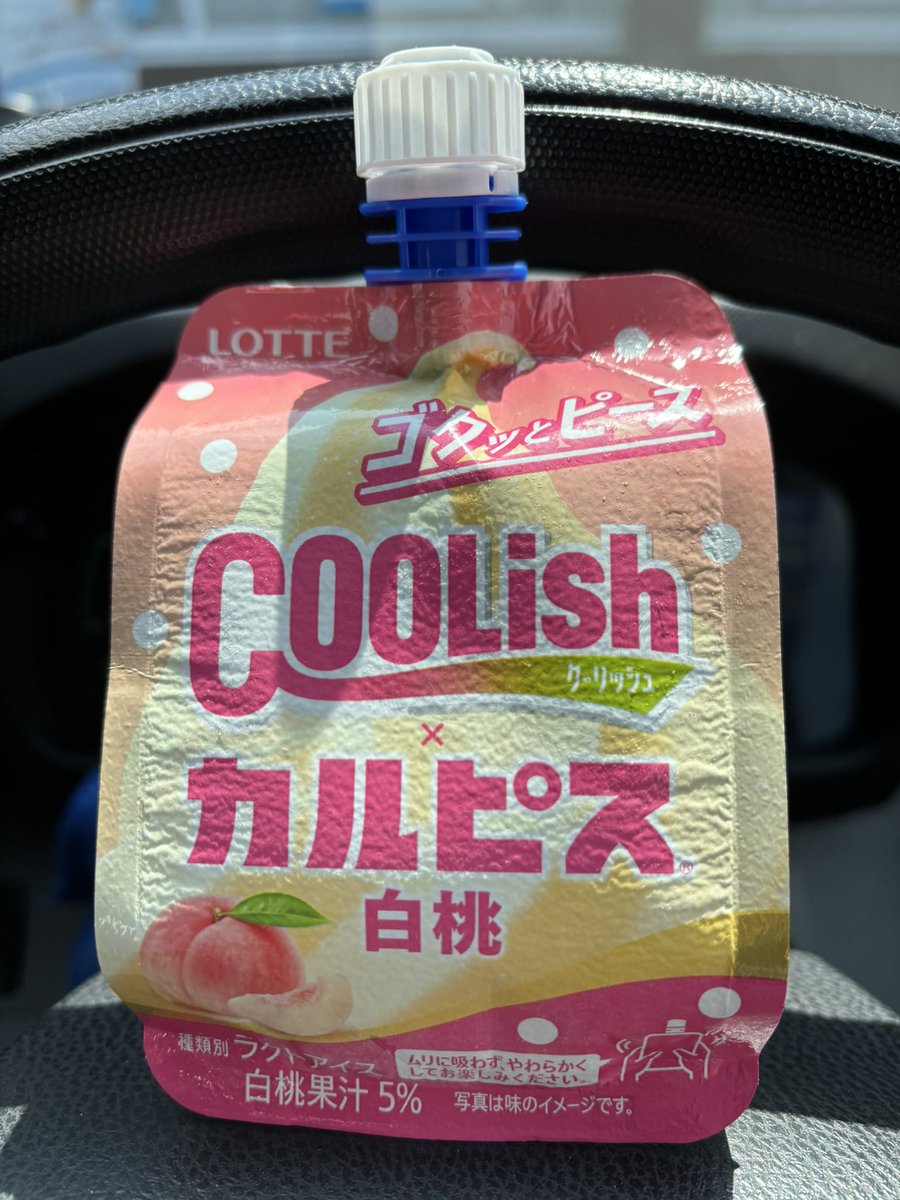 LOTTE
ゴクッとピース
COOLish
クーリッシュ
×
カルピス®
白桃
種類別 ラクトアイス
白桃果汁 5%
ムリに吸わず、やわらかく
してお楽しみください。
写真は味のイメージです。